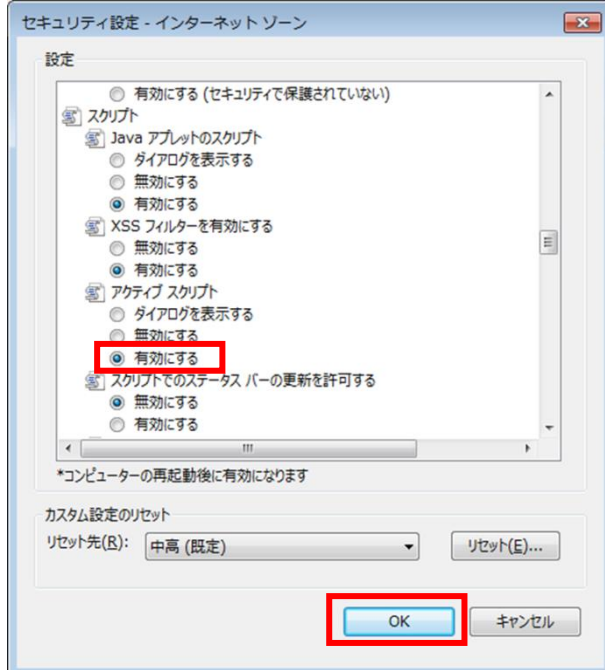 セキュリティ設定 - インターネット ゾーン
設定
有効にする (セキュリティで保護されていない)
スクリプト
Java アプレットのスクリプト
ダイアログを表示する
無効にする
有効にする
XSS フィルターを有効にする
無効にする
有効にする
アクティブ スクリプト
ダイアログを表示する
無効にする
有効にする
スクリプトでのステータス バーの更新を許可する
無効にする
有効にする
*コンピューターの再起動後に有効になります
カスタム設定のリセット
リセット先(R): 中高 (既定) リセット(E)...
OK キャンセル